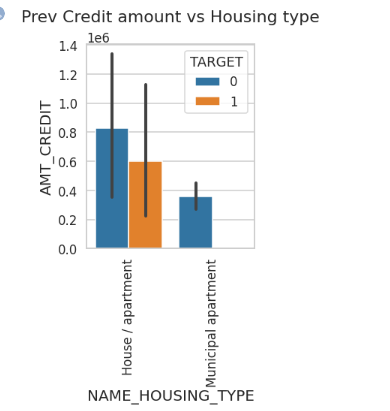 Prev Credit amount vs Housing type
1e6
1.4
1.2
1.0
0.8
0.6
0.4
0.2
0.0
AMT_CREDIT
TARGET
0
1
House / apartment
Municipal apartment
NAME_HOUSING_TYPE